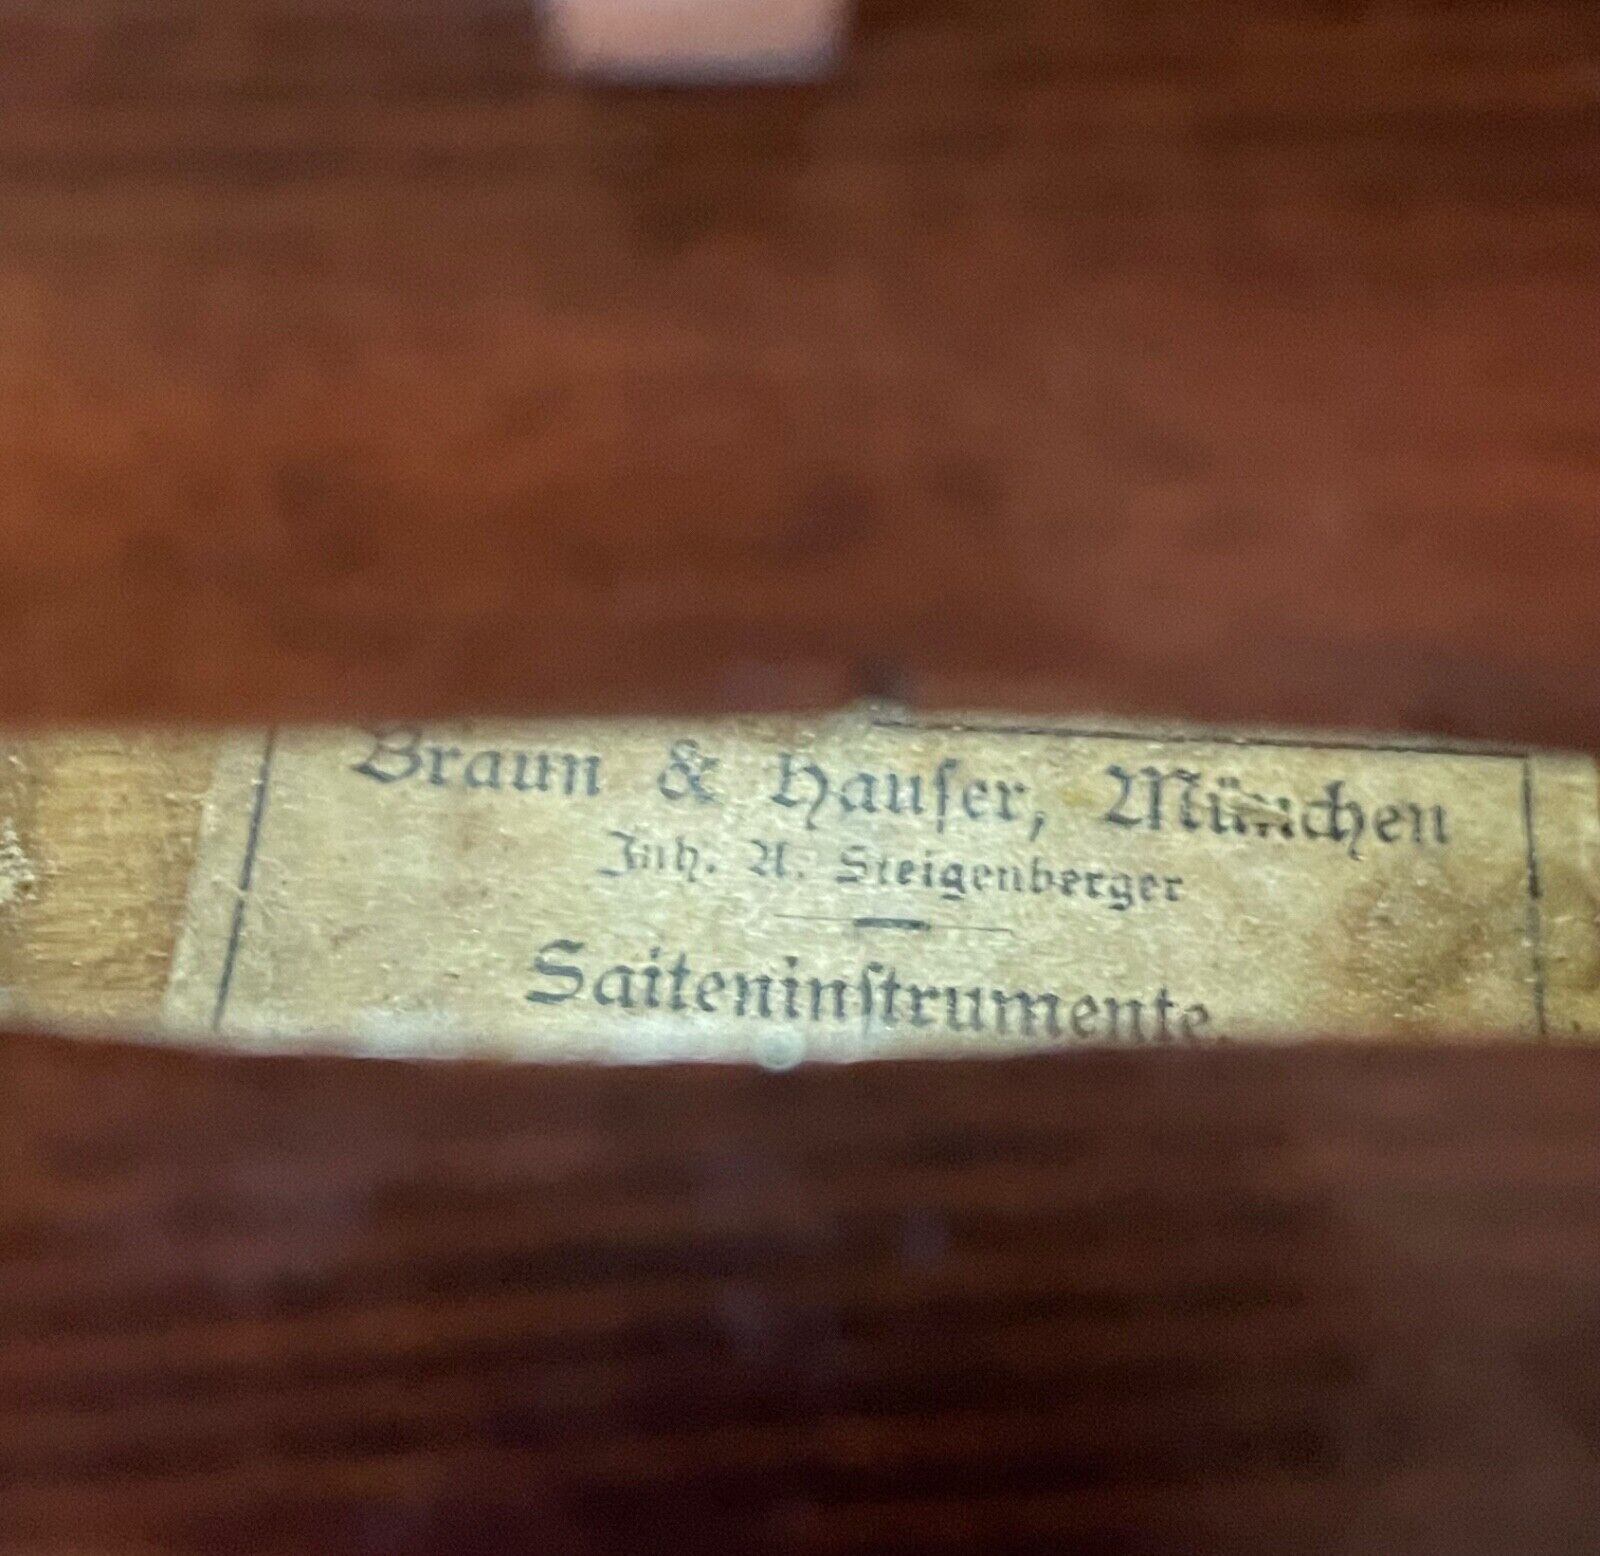 Braun & Hauſer, München
Inh. A. Steigenberger
Saiteninſtrumente.